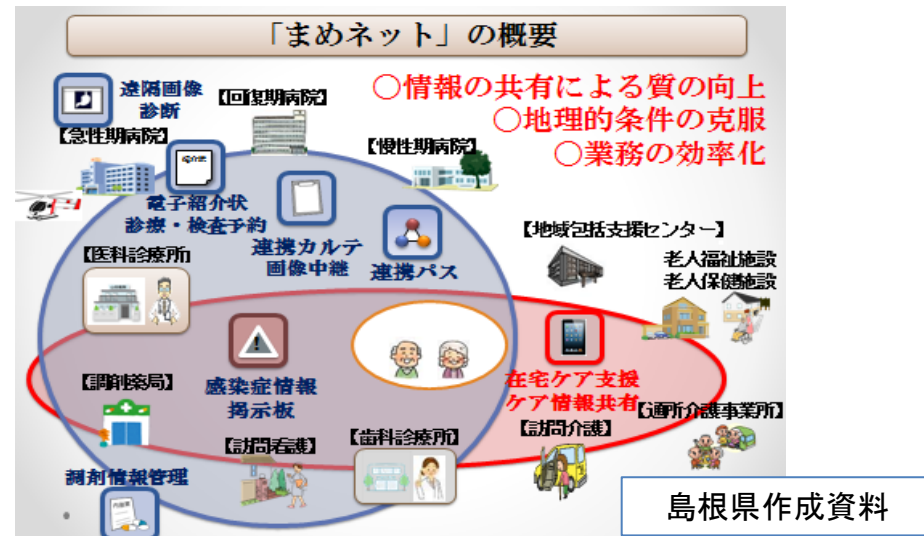 「まめネット」の概要
遠隔画像
診断
【回復期病院】
○情報の共有による質の向上
○地理的条件の克服
○業務の効率化
【急性期病院】
【慢性期病院】
紹介状
電子紹介状
診療・検査予約
連携カルテ
画像中継
連携パス
【地域包括支援センター】
老人福祉施設
老人保健施設
【医科診療所】
感染症情報
掲示板
在宅ケア支援
ケア情報共有
【調剤薬局】
【通所介護事業所】
【訪問看護】
【歯科診療所】
【訪問介護】
調剤情報管理
内服薬
島根県作成資料